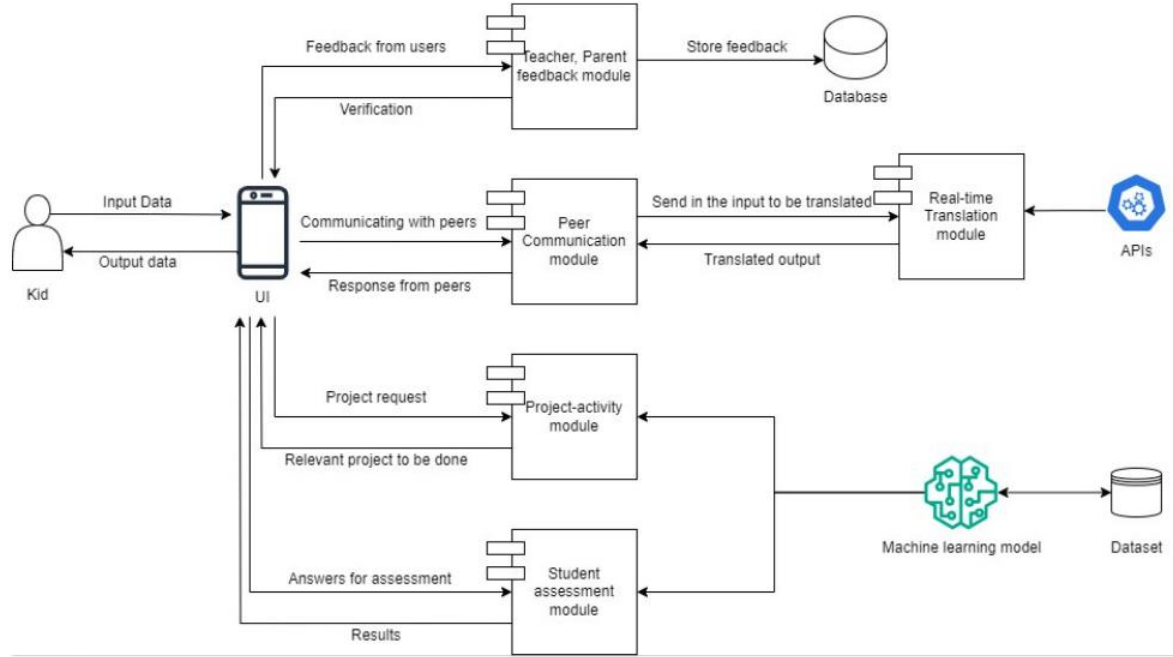 Feedback from users
Teacher, Parent
feedback module
Store feedback
Database
Verification
Input Data
Output data
Kid
UI
Communicating with peers
Peer
Communication
module
Response from peers
Send in the input to be translated
Translated output
Real-time
Translation
module
APIs
Project request
Project-activity
module
Relevant project to be done
Machine learning model
Dataset
Answers for assessment
Student
assessment
module
Results